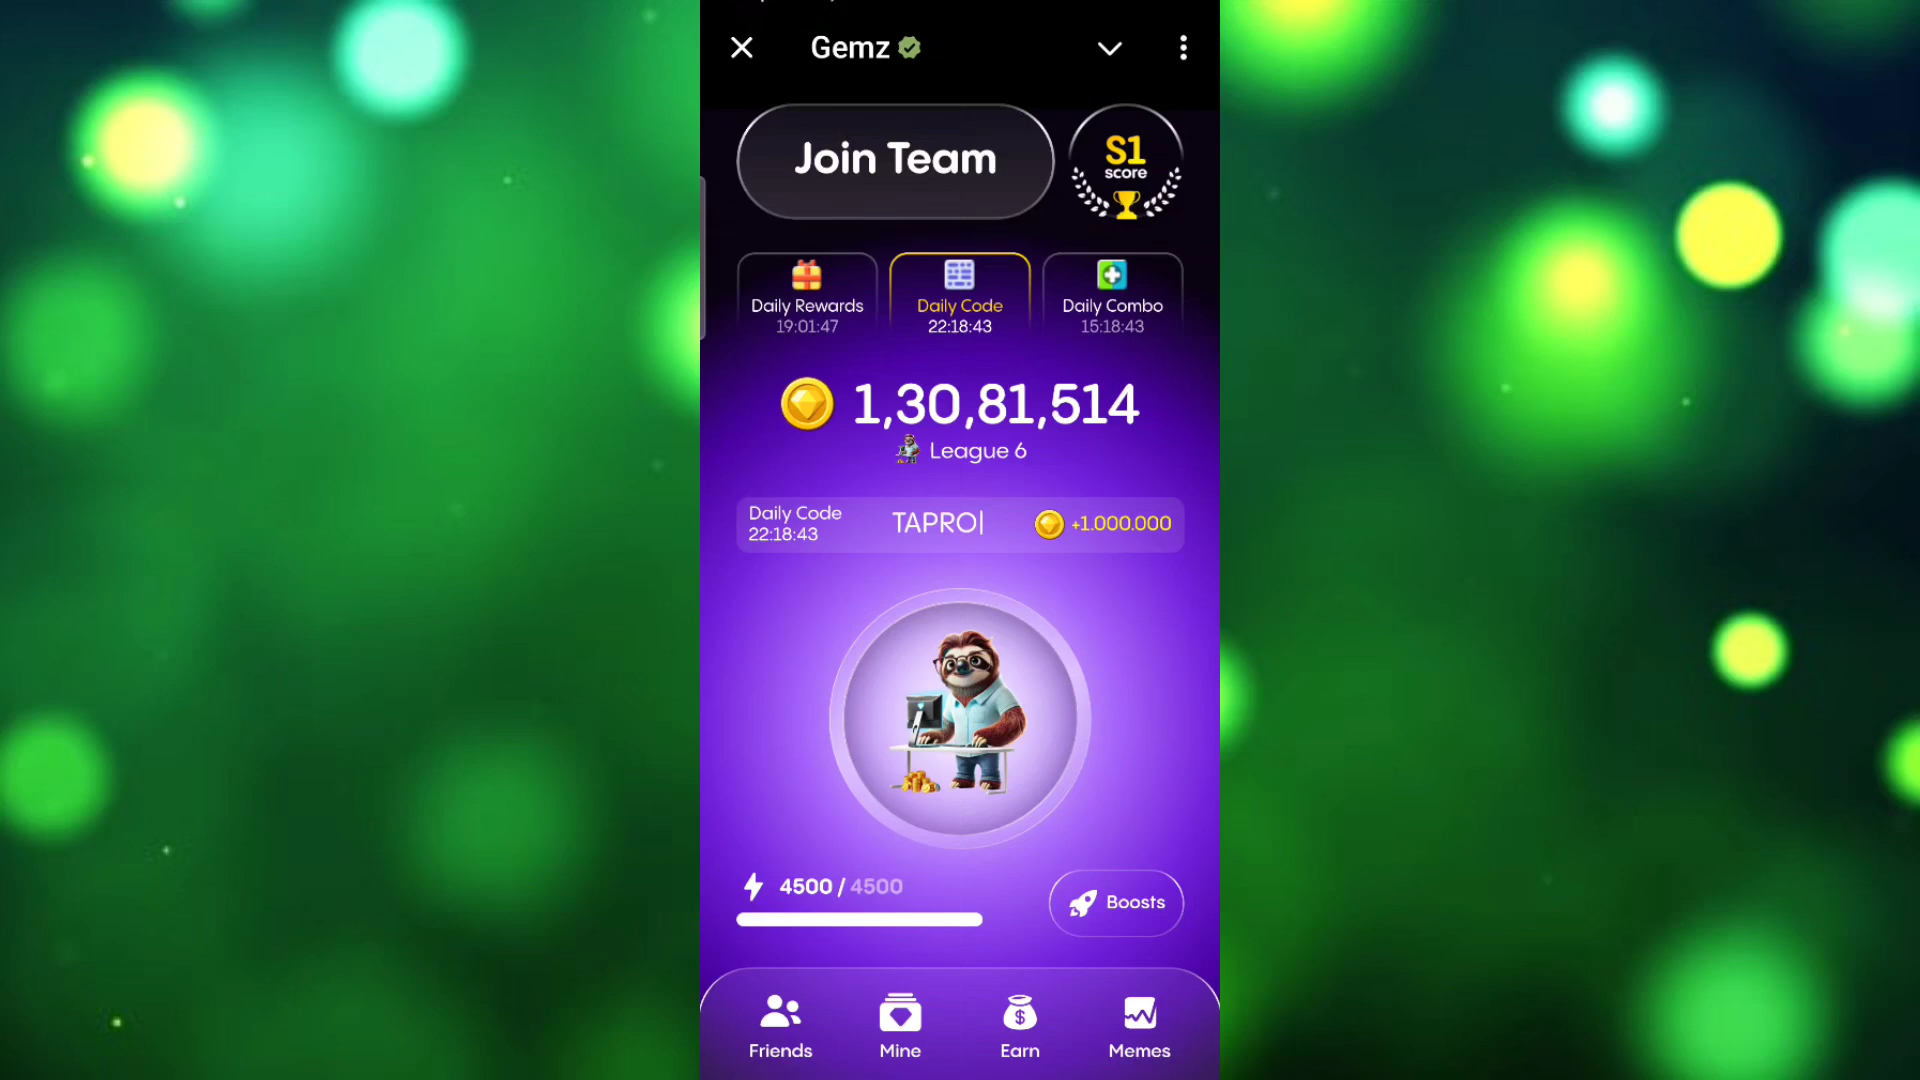 Gemz
Join Team
S1
score
Daily Rewards
19:01:47
Daily Code
22:18:43
Daily Combo
15:18:43
1,30,81,514
League 6
Daily Code
22:18:43
TAPRO
+1.000.000
4500 / 4500
Boosts
Friends
Mine
Earn
Memes